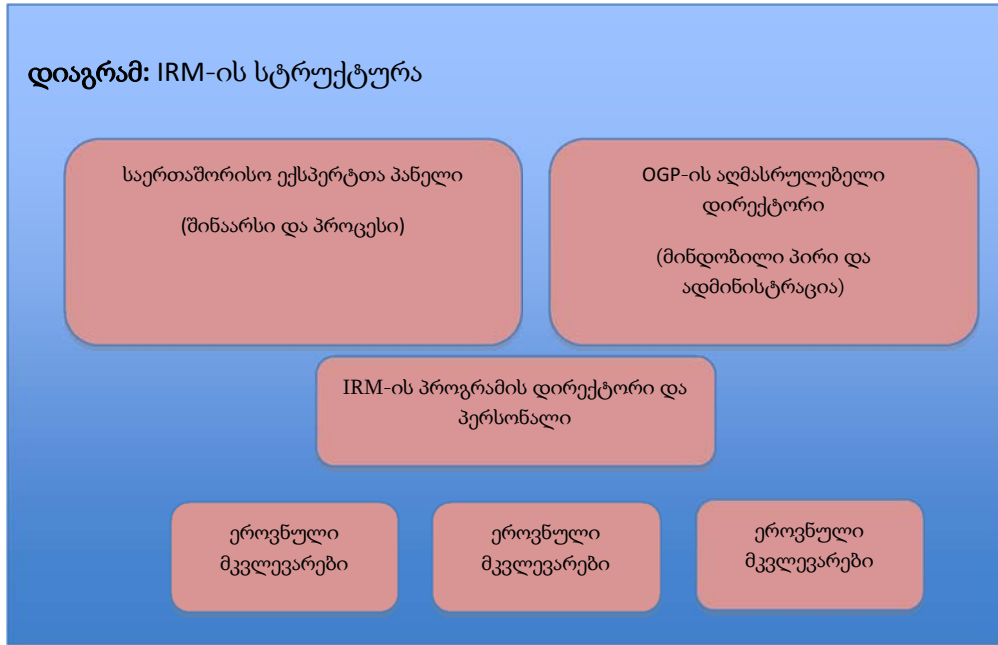 დიაგრამ: IRM-ის სტრუქტურა
საერთაშორისო ექსპერტთა პანელი
(შინაარსი და პროცესი)
OGP-ის აღმასრულებელი
დირექტორი
(მინდობილი პირი და
ადმინისტრაცია)
IRM-ის პროგრამის დირექტორი და
პერსონალი
ეროვნული
მკვლევარები
ეროვნული
მკვლევარები
ეროვნული
მკვლევარები